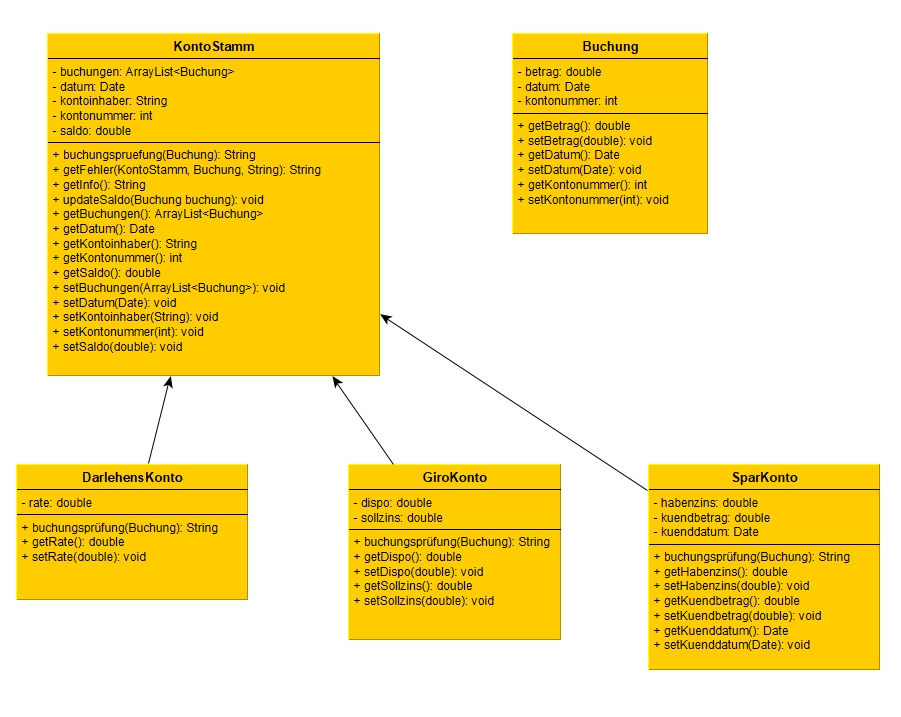 KontoStamm
- buchungen: ArrayList<Buchung>
- datum: Date
- kontoinhaber: String
- kontonummer: int
- saldo: double
+ buchungspruefung(Buchung): String
+ getFehler(KontoStamm, Buchung, String): String
+ getInfo(): String
+ updateSaldo(Buchung buchung): void
+ getBuchungen(): ArrayList<Buchung>
+ getDatum(): Date
+ getKontoinhaber(): String
+ getKontonummer(): int
+ getSaldo(): double
+ setBuchungen(ArrayList<Buchung>): void
+ setDatum(Date): void
+ setKontoinhaber(String): void
+ setKontonummer(int): void
+ setSaldo(double): void
Buchung
- betrag: double
- datum: Date
- kontonummer: int
+ getBetrag(): double
+ setBetrag(double): void
+ getDatum(): Date
+ setDatum(Date): void
+ getKontonummer(): int
+ setKontonummer(int): void
DarlehensKonto
- rate: double
+ buchungsprüfung(Buchung): String
+ getRate(): double
+ setRate(double): void
GiroKonto
- dispo: double
- sollzins: double
+ buchungsprüfung(Buchung): String
+ getDispo(): double
+ setDispo(double): void
+ getSollzins(): double
+ setSollzins(double): void
SparKonto
- habenzins: double
- kuendbetrag: double
- kuenddatum: Date
+ buchungsprüfung(Buchung): String
+ getHabenzins(): double
+ setHabenzins(double): void
+ getKuendbetrag(): double
+ setKuendbetrag(double): void
+ getKuenddatum(): Date
+ setKuenddatum(Date): void